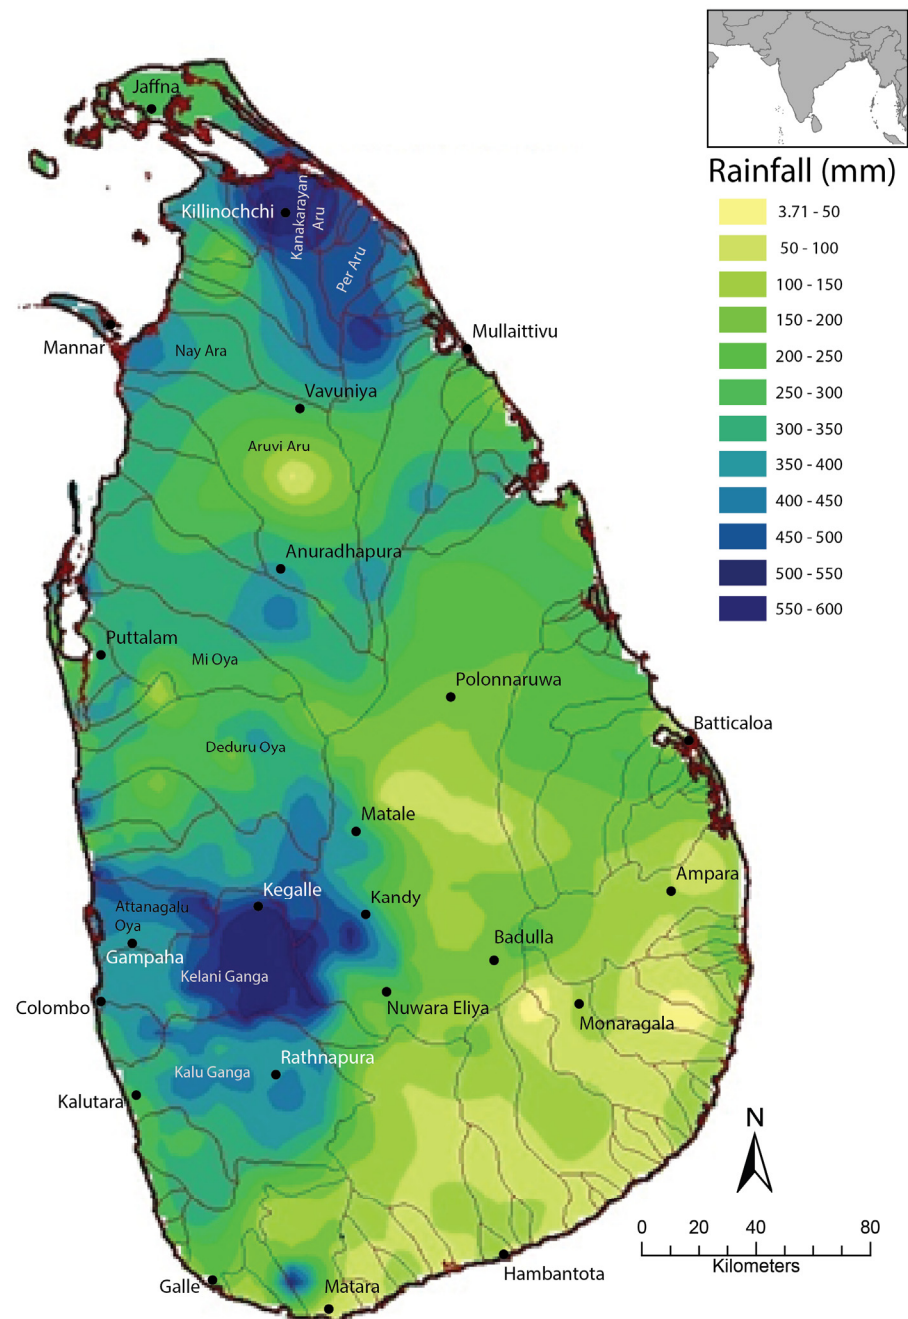 Jaffna
Rainfall (mm)
Killinochchi
Kanakarayan
Aru
3.71 - 50
50 - 100
100 - 150
150 - 200
200 - 250
250 - 300
300 - 350
350 - 400
400 - 450
450 - 500
500 - 550
550 - 600
Per Aru
Mannar
Nay Ara
Mullaittivu
Vavuniya
Aruvi Aru
Anuradhapura
Puttalam
Mi Oya
Polonnaruwa
Batticaloa
Deduru Oya
Matale
Ampara
Kegalle
Kandy
Attanagalu
Oya
Gampaha
Badulla
Kelani Ganga
Colombo
Nuwara Eliya
Monaragala
Rathnapura
Kalu Ganga
Kalutara
N
0 20 40 80
Kilometers
Hambantota
Galle
Matara